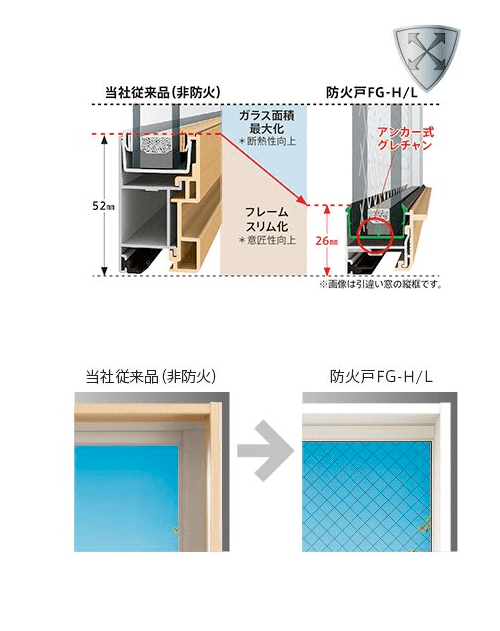 当社従来品（非防火）
防火戸FG-H/L
ガラス面積
最大化
＊断熱性向上
アンカー式
グレチャン
52㎜
フレーム
スリム化
＊意匠性向上
26㎜
※画像は引違い窓の縦框です。
当社従来品（非防火）
防火戸FG-H/L